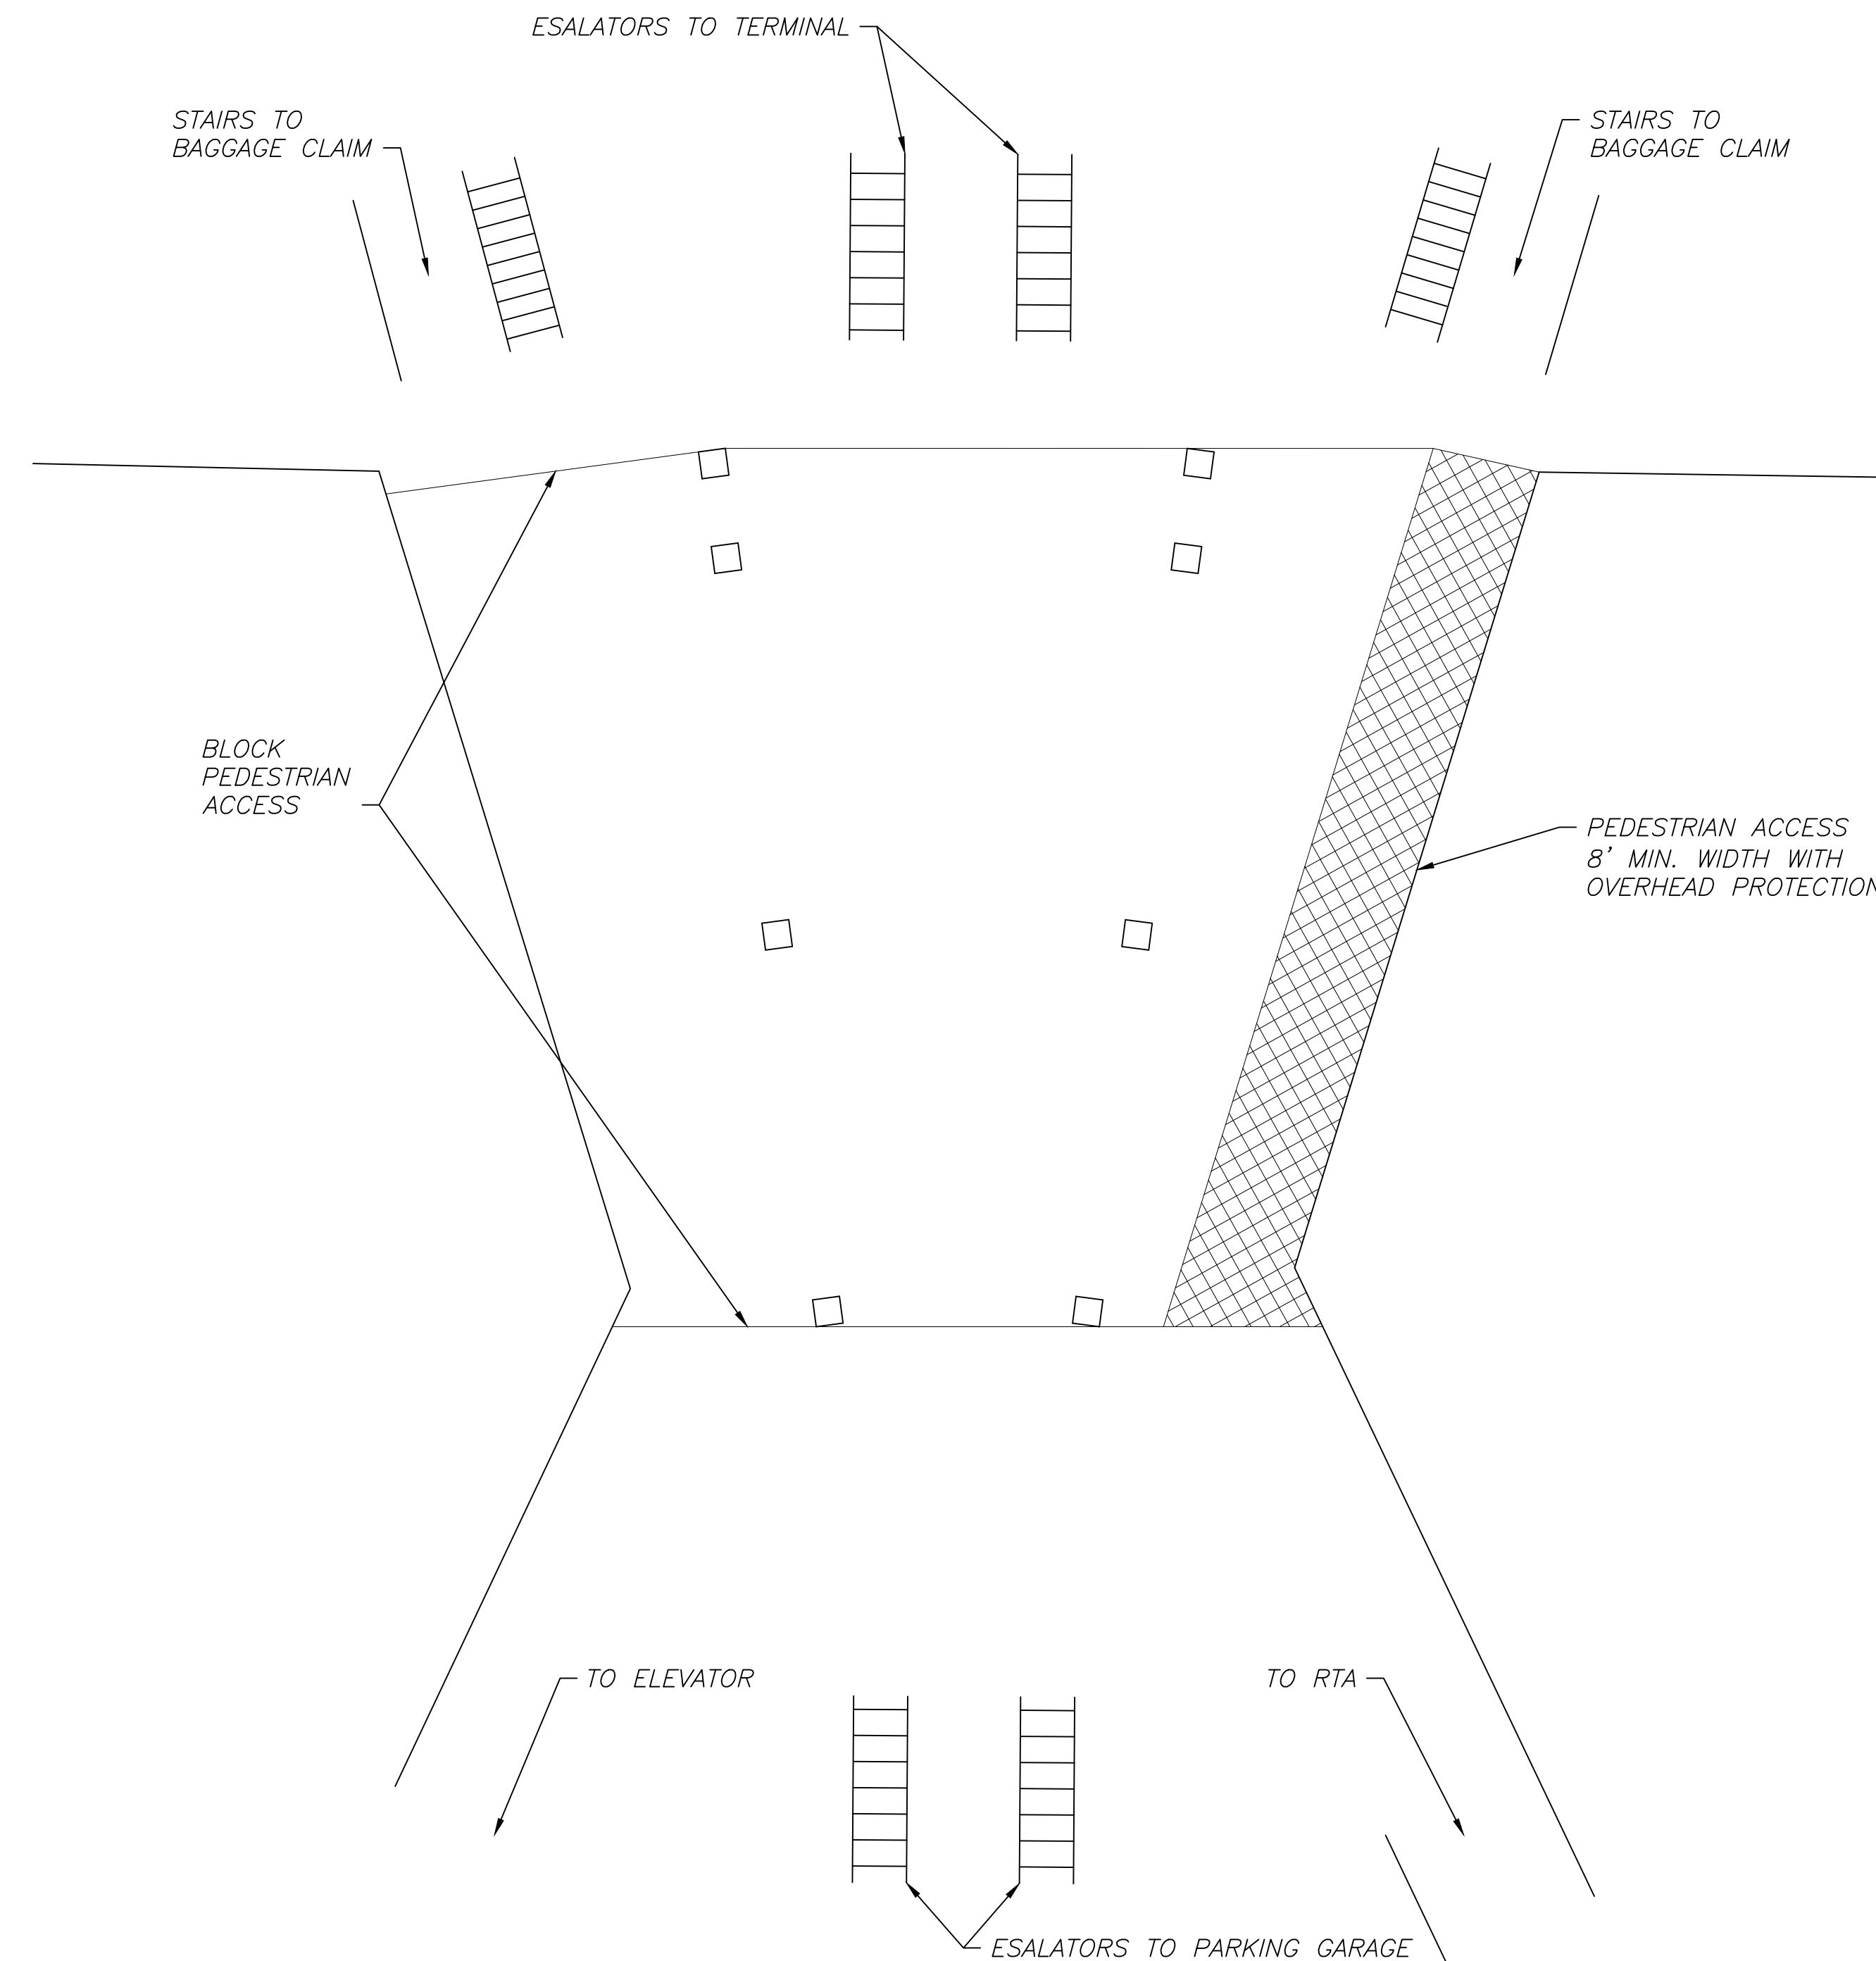 ESALATORS TO TERMINAL
STAIRS TO
BAGGAGE CLAIM
STAIRS TO
BAGGAGE CLAIM
BLOCK
PEDESTRIAN
ACCESS
PEDESTRIAN ACCESS
8' MIN. WIDTH WITH
OVERHEAD PROTECTION
TO ELEVATOR
TO RTA
ESALATORS TO PARKING GARAGE